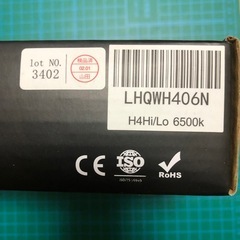 lot NO.
3402
LHQWH406N
H4Hi/Lo 6500k
CE
ISO
RoHS